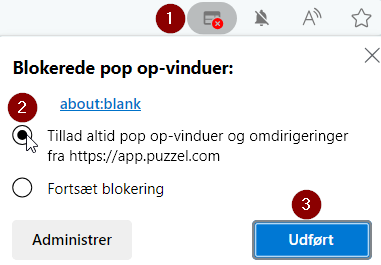 1
A
Blokerede pop op-vinduer:
2
about:blank
Tillad altid pop op-vinduer og omdirigeringer
fra https://app.puzzel.com
Fortsæt blokering
3
Administrer
Udført